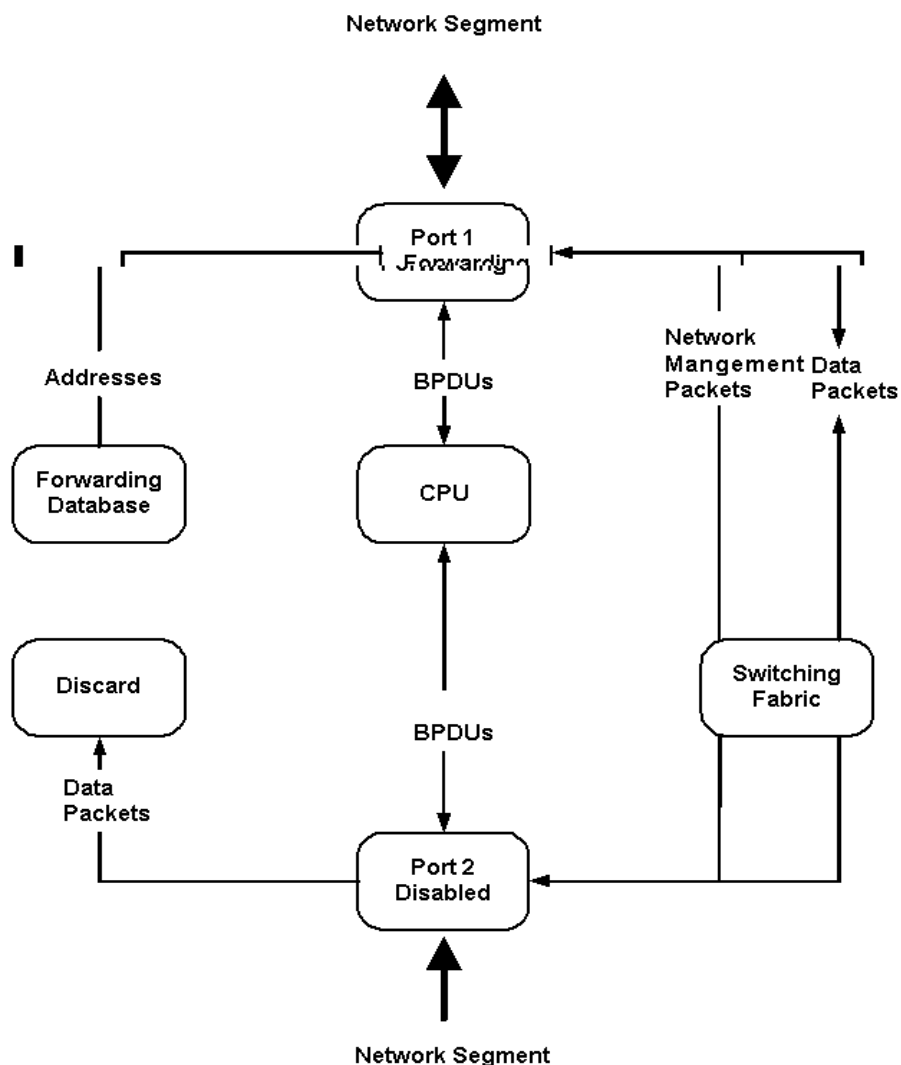 Network Segment
Port 1
Forwarding
Addresses
BPDUs
Network
Mangement
Packets
Data
Packets
Forwarding
Database
CPU
Discard
Switching
Fabric
BPDUs
Data
Packets
Port 2
Disabled
Network Segment